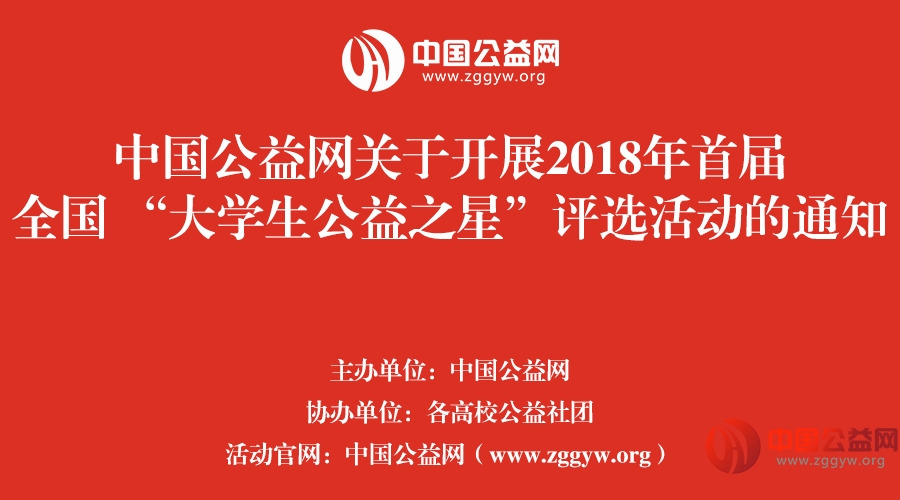 中国公益网
www.zggyw.org
中国公益网关于开展2018年首届
全国 “大学生公益之星” 评选活动的通知
主办单位：中国公益网
协办单位：各高校公益社团
活动官网：中国公益网（www.zggyw.org）
中国公益网
www.zggyw.org